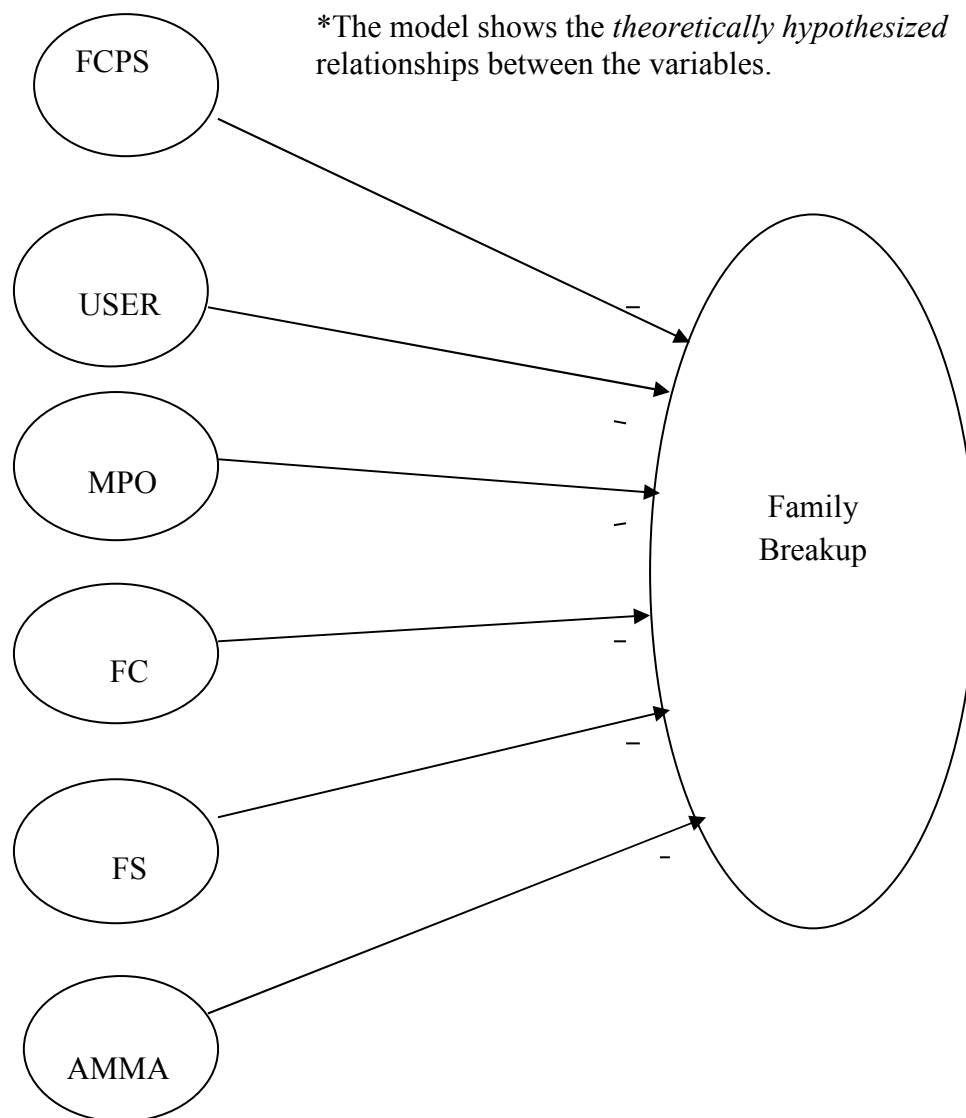 *The model shows the theoretically hypothesized
relationships between the variables.
FCPS
USER
MPO
FC
FS
AMMA
–
–
–
–
–
-
Family
Breakup